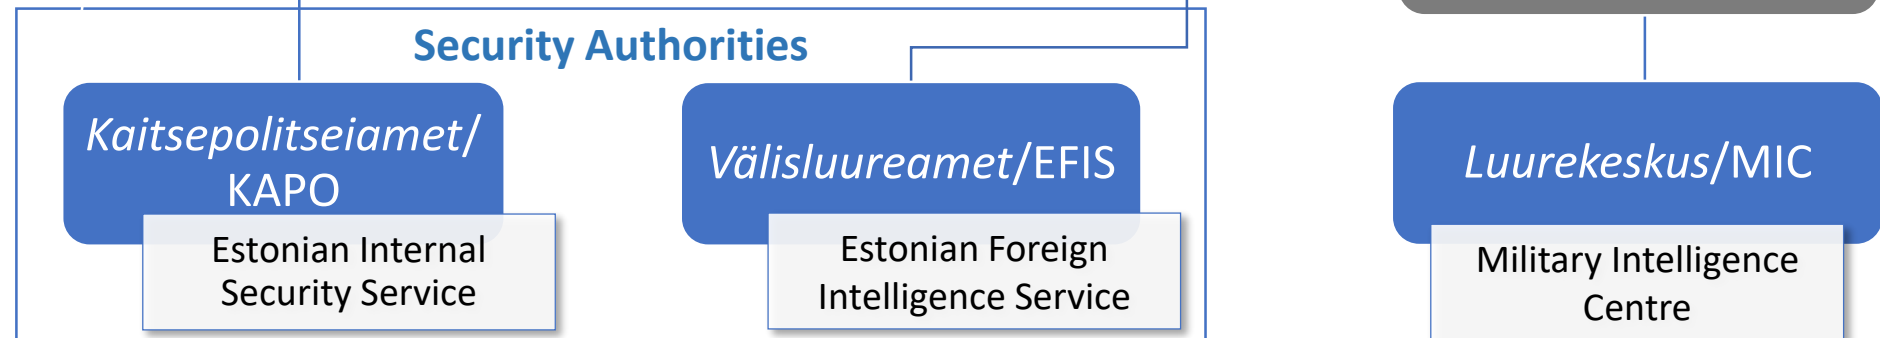 Security Authorities
Kaitsepolitseiamet/
KAPO
Estonian Internal
Security Service
Välisluureamet/EFIS
Estonian Foreign
Intelligence Service
Luurekeskus/MIC
Military Intelligence
Centre